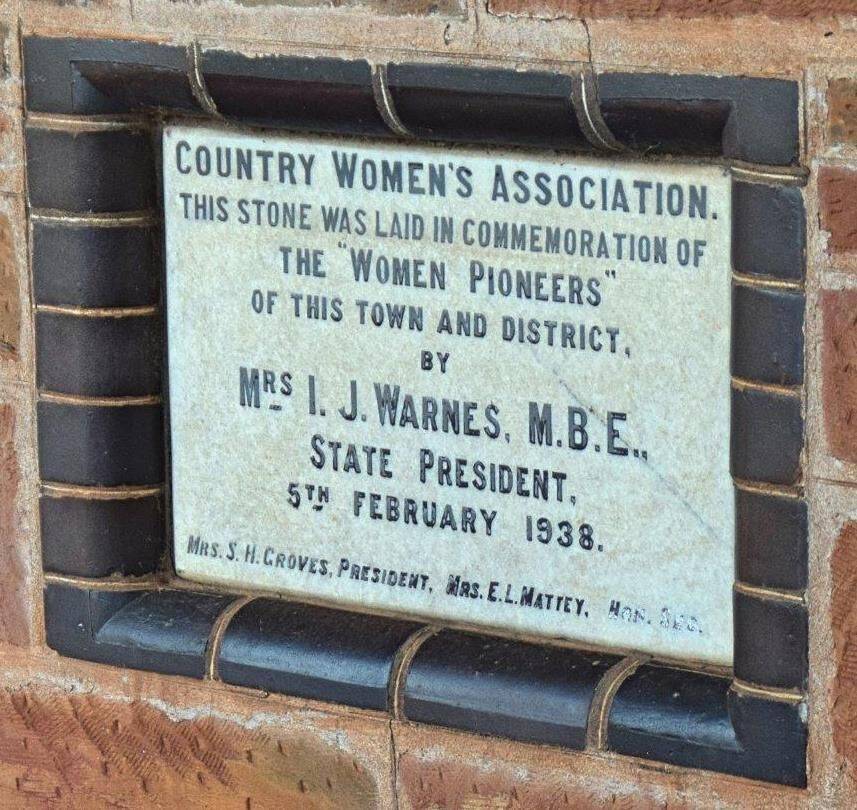 COUNTRY WOMEN'S ASSOCIATION.
THIS STONE WAS LAID IN COMMEMORATION OF
THE "WOMEN PIONEERS"
OF THIS TOWN AND DISTRICT,
BY
MRS I. J. WARNES, M.B.E.,
STATE PRESIDENT,
5TH FEBRUARY 1938.
MRS. S. H. GROVES, PRESIDENT, MRS. E. L. MATTEY, HON. SEC.